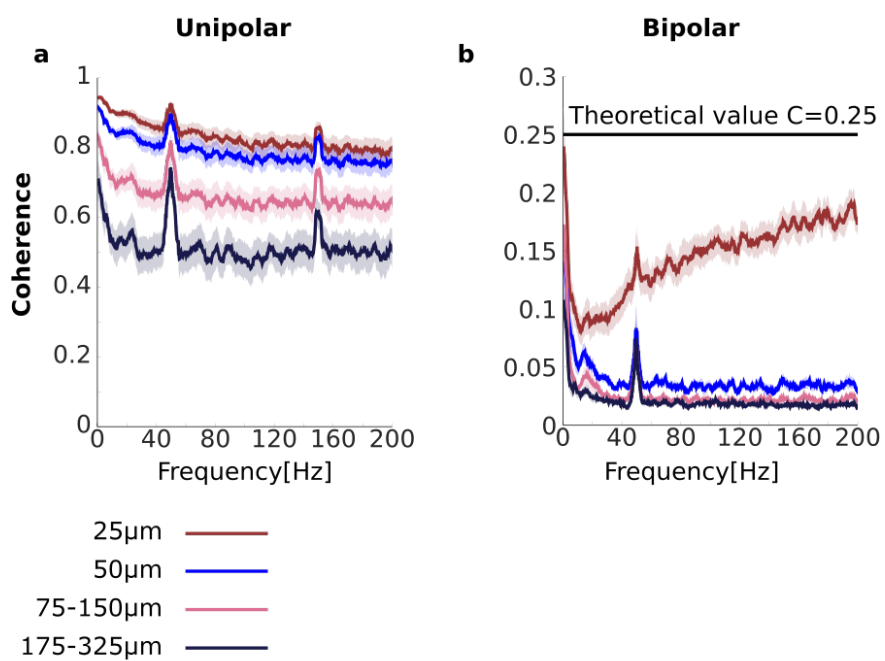 Unipolar
Bipolar
a
b
1
0.8
0.6
0.4
0.2
0
Coherence
0 40 80 120 160 200
Frequency[Hz]
0.3
0.25
0.2
0.15
0.1
0.05
0
Theoretical value C=0.25
0 40 80 120 160 200
Frequency[Hz]
25µm
50µm
75-150µm
175-325µm